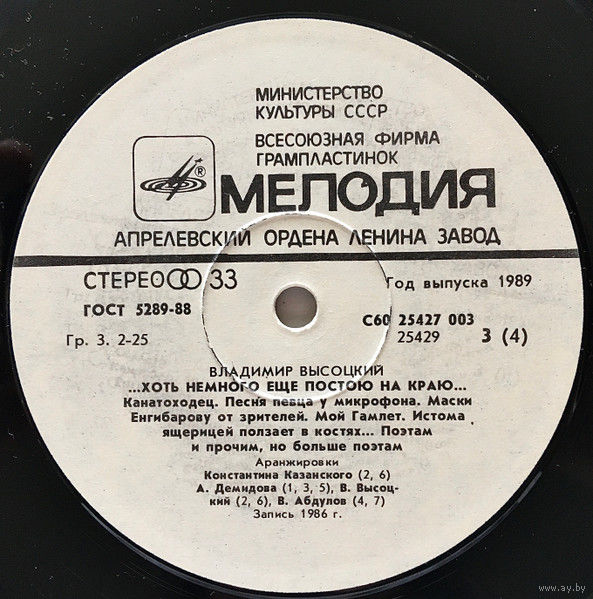 МИНИСТЕРСТВО
КУЛЬТУРЫ СССР
ВСЕСОЮЗНАЯ ФИРМА
ГРАМПЛАСТИНОК
®
МЕЛОДИЯ
АПРЕЛЕВСКИЙ ОРДЕНА ЛЕНИНА ЗАВОД
СТЕРЕО 33
Год выпуска 1989
ГОСТ 5289-88
С60 25427 003
Гр. 3. 2-25
25429 3 (4)
ВЛАДИМИР ВЫСОЦКИЙ
...ХОТЬ НЕМНОГО ЕЩЕ ПОСТОЮ НА КРАЮ...
Канатоходец. Песня певца у микрофона. Маски
Енгибарову от зрителей. Мой Гамлет. Истома
ящерицей ползает в костях... Поэтам
и прочим, но больше поэтам
Аранжировки
Константина Казанского (2, 6)
А. Демидова (1, 3, 5), В. Высоц-
кий (2, 6), В. Абдулов (4, 7)
Запись 1986 г.
www.ay.by